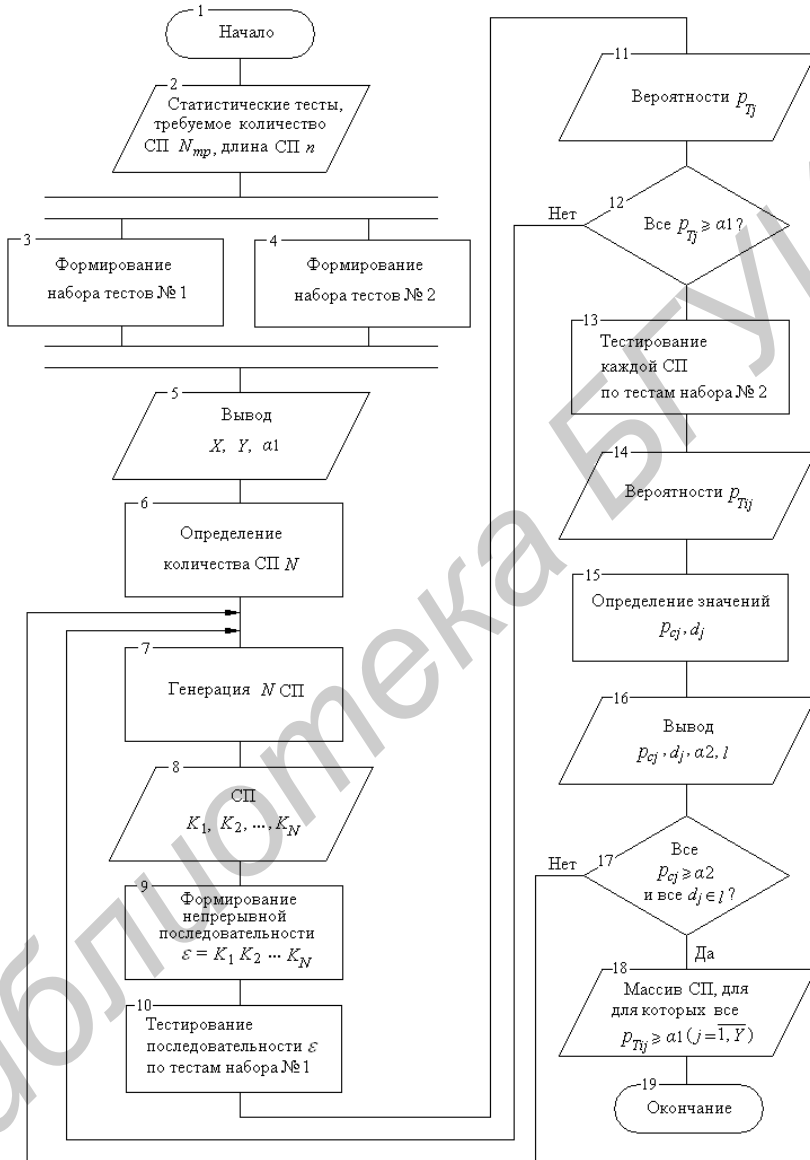 1
Начало
2
Статистические тесты,
требуемое количество
СП N_тр, длина СП n
3
Формирование
набора тестов № 1
4
Формирование
набора тестов № 2
5
Вывод
X, Y, α1
6
Определение
количества СП N
7
Генерация N СП
8
СП
K_1, K_2, ..., K_N
9
Формирование
непрерывной
последовательности
ε = K_1 K_2 ... K_N
10
Тестирование
последовательности ε
по тестам набора № 1
11
Вероятности p_Tj
12
Нет
Все p_Tj ≥ α1 ?
13
Тестирование
каждой СП
по тестам набора № 2
14
Вероятности p_Tij
15
Определение значений
p_cj, d_j
16
Вывод
p_cj, d_j, α2, l
17
Нет
Все
p_cj ≥ α2
и все d_j ∈ l ?
Да
18
Массив СП, для
для которых все
p_Tij ≥ α1 (j = 1, Y)
19
Окончание